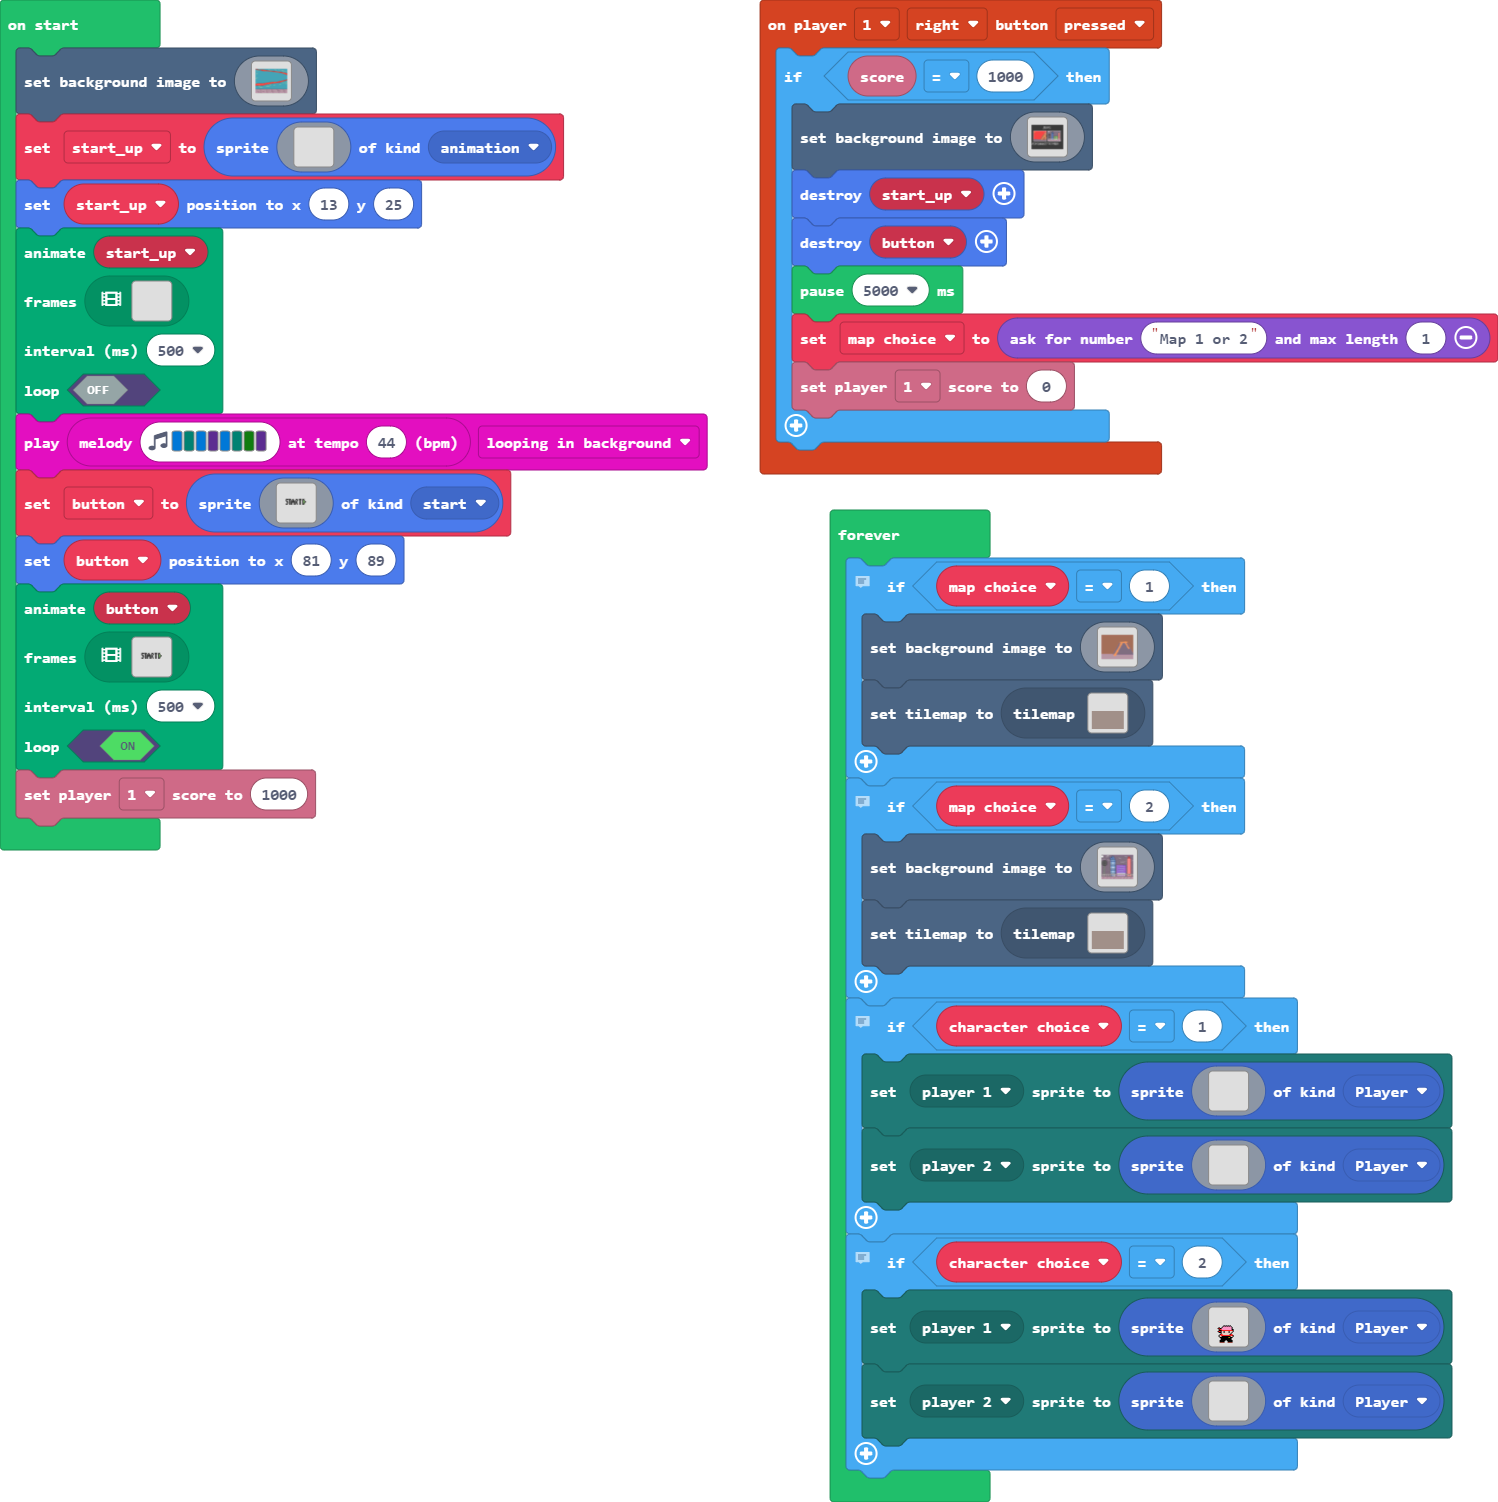 on start
set background image to
set start_up to sprite of kind animation
set start_up position to x 13 y 25
animate start_up
frames
interval (ms) 500
loop OFF
play melody at tempo 44 (bpm) looping in background
set button to sprite START of kind start
set button position to x 81 y 89
animate button
frames START
interval (ms) 500
loop ON
set player 1 score to 1000
on player 1 right button pressed
if score = 1000 then
set background image to
destroy start_up
destroy button
pause 5000 ms
set map choice to ask for number "Map 1 or 2" and max length 1
set player 1 score to 0
forever
if map choice = 1 then
set background image to
set tilemap to tilemap
if map choice = 2 then
set background image to
set tilemap to tilemap
if character choice = 1 then
set player 1 sprite to sprite of kind Player
set player 2 sprite to sprite of kind Player
if character choice = 2 then
set player 1 sprite to sprite of kind Player
set player 2 sprite to sprite of kind Player